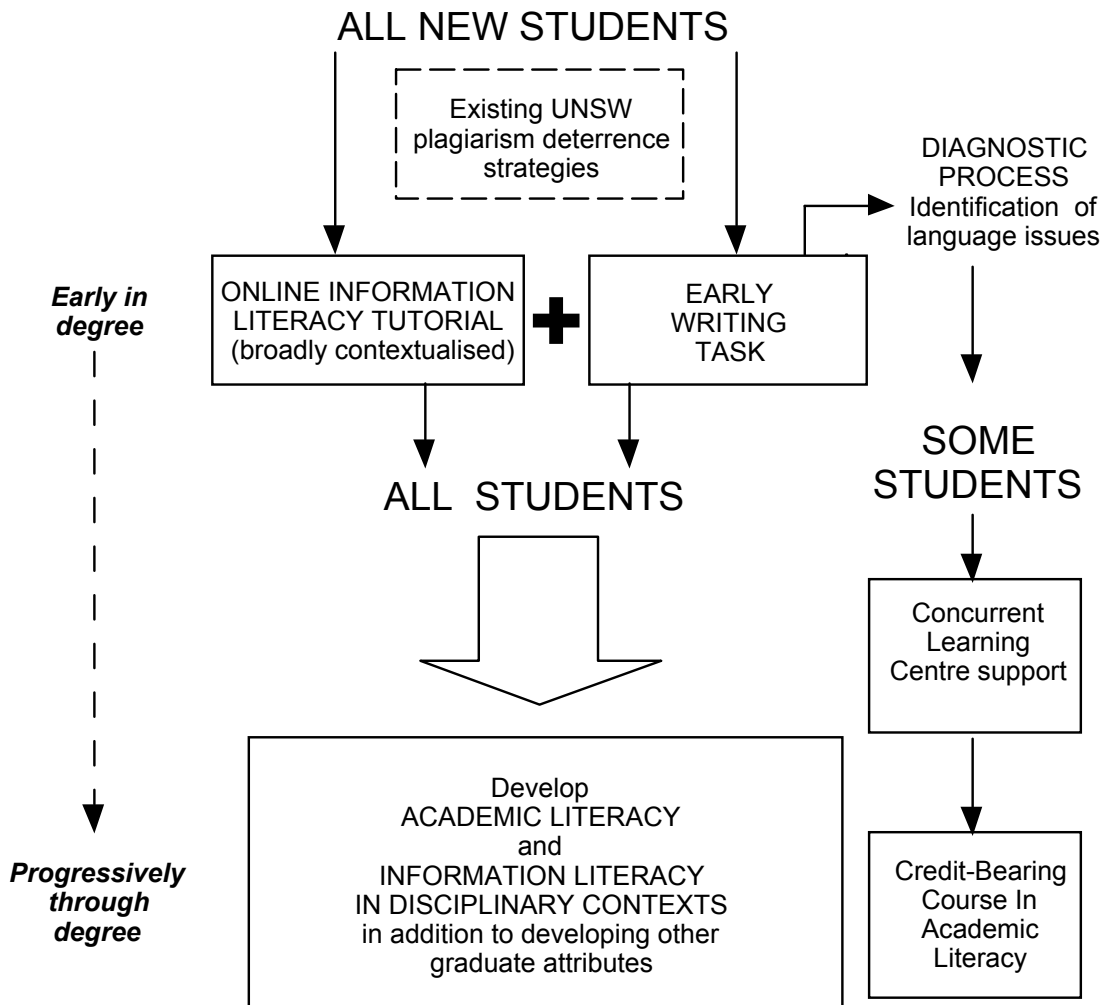 ALL NEW STUDENTS
Existing UNSW
plagiarism deterrence
strategies
DIAGNOSTIC
PROCESS
Identification of
language issues
Early in
degree
ONLINE INFORMATION
LITERACY TUTORIAL
(broadly contextualised)
EARLY
WRITING
TASK
ALL STUDENTS
SOME
STUDENTS
Concurrent
Learning
Centre support
Progressively
through
degree
Develop
ACADEMIC LITERACY
and
INFORMATION LITERACY
IN DISCIPLINARY CONTEXTS
in addition to developing other
graduate attributes
Credit-Bearing
Course In
Academic
Literacy